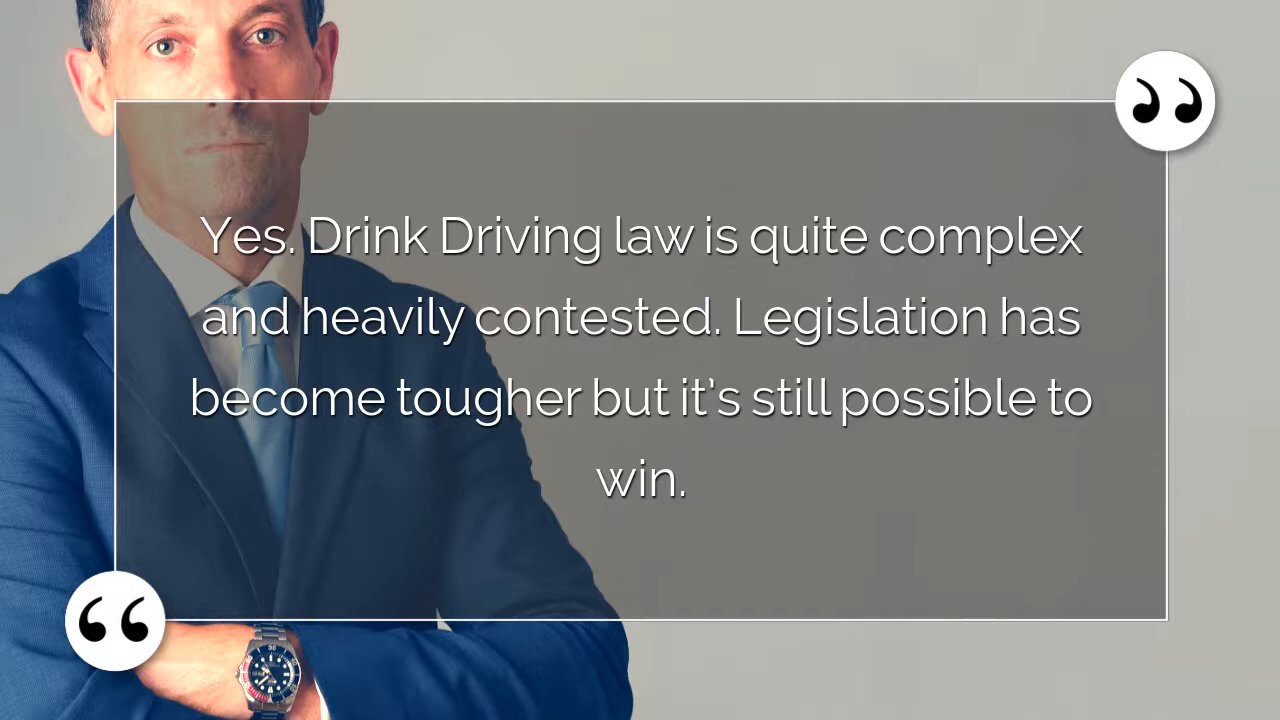 Yes. Drink Driving law is quite complex
and heavily contested. Legislation has
become tougher but it's still possible to
win.